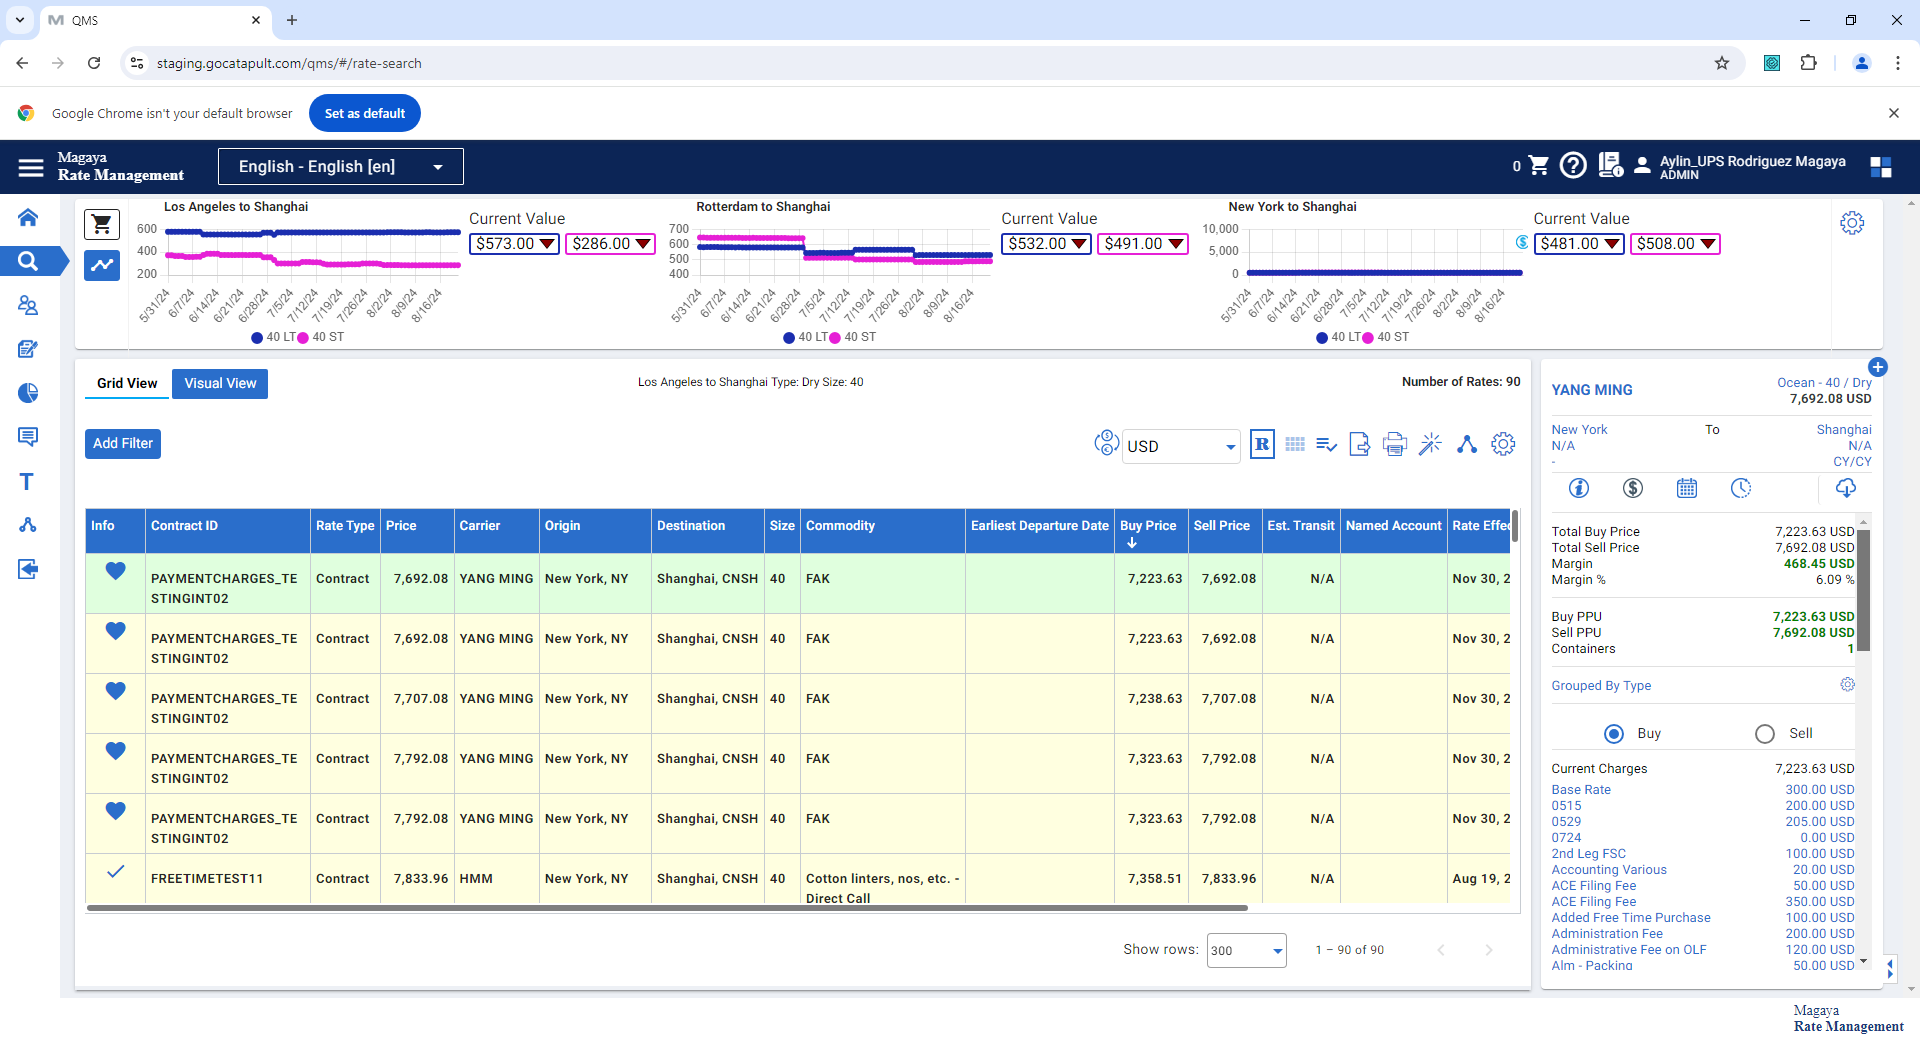 QMS
staging.gocatapult.com/qms/#/rate-search
Google Chrome isn't your default browser
Set as default
Magaya
Rate Management
English - English [en]
0
Aylin_UPS Rodriguez Magaya
ADMIN
Los Angeles to Shanghai
600
400
200
5/31/24 6/7/24 6/14/24 6/21/24 6/28/24 7/5/24 7/12/24 7/19/24 7/26/24 8/2/24 8/9/24 8/16/24
40 LT 40 ST
Current Value
$573.00 $286.00
Rotterdam to Shanghai
700
600
500
400
5/31/24 6/7/24 6/14/24 6/21/24 6/28/24 7/5/24 7/12/24 7/19/24 7/26/24 8/2/24 8/9/24 8/16/24
40 LT 40 ST
Current Value
$532.00 $491.00
New York to Shanghai
10,000
5,000
0
5/31/24 6/7/24 6/14/24 6/21/24 6/28/24 7/5/24 7/12/24 7/19/24 7/26/24 8/2/24 8/9/24 8/16/24
40 LT 40 ST
Current Value
$481.00 $508.00
Grid View Visual View
Los Angeles to Shanghai Type: Dry Size: 40
Number of Rates: 90
Add Filter
USD
R
Info Contract ID Rate Type Price Carrier Origin Destination Size Commodity Earliest Departure Date Buy Price Sell Price Est. Transit Named Account Rate Effec
PAYMENTCHARGES_TE Contract 7,692.08 YANG MING New York, NY Shanghai, CNSH 40 FAK 7,223.63 7,692.08 N/A Nov 30, 2
STINGINT02
PAYMENTCHARGES_TE Contract 7,692.08 YANG MING New York, NY Shanghai, CNSH 40 FAK 7,223.63 7,692.08 N/A Nov 30, 2
STINGINT02
PAYMENTCHARGES_TE Contract 7,707.08 YANG MING New York, NY Shanghai, CNSH 40 FAK 7,238.63 7,707.08 N/A Nov 30, 2
STINGINT02
PAYMENTCHARGES_TE Contract 7,792.08 YANG MING New York, NY Shanghai, CNSH 40 FAK 7,323.63 7,792.08 N/A Nov 30, 2
STINGINT02
PAYMENTCHARGES_TE Contract 7,792.08 YANG MING New York, NY Shanghai, CNSH 40 FAK 7,323.63 7,792.08 N/A Nov 30, 2
STINGINT02
FREETIMETEST11 Contract 7,833.96 HMM New York, NY Shanghai, CNSH 40 Cotton linters, nos, etc. - 7,358.51 7,833.96 N/A Aug 19, 2
Direct Call
Show rows: 300 1 – 90 of 90
YANG MING
Ocean - 40 / Dry
7,692.08 USD
New York To Shanghai
N/A N/A
- CY/CY
Total Buy Price 7,223.63 USD
Total Sell Price 7,692.08 USD
Margin 468.45 USD
Margin % 6.09 %
Buy PPU 7,223.63 USD
Sell PPU 7,692.08 USD
Containers 1
Grouped By Type
Buy Sell
Current Charges 7,223.63 USD
Base Rate 300.00 USD
0515 200.00 USD
0529 205.00 USD
0724 0.00 USD
2nd Leg FSC 100.00 USD
Accounting Various 20.00 USD
ACE Filing Fee 50.00 USD
ACE Filing Fee 350.00 USD
Added Free Time Purchase 100.00 USD
Administration Fee 200.00 USD
Administrative Fee on OLF 120.00 USD
Alm - Packing 50.00 USD
Magaya
Rate Management